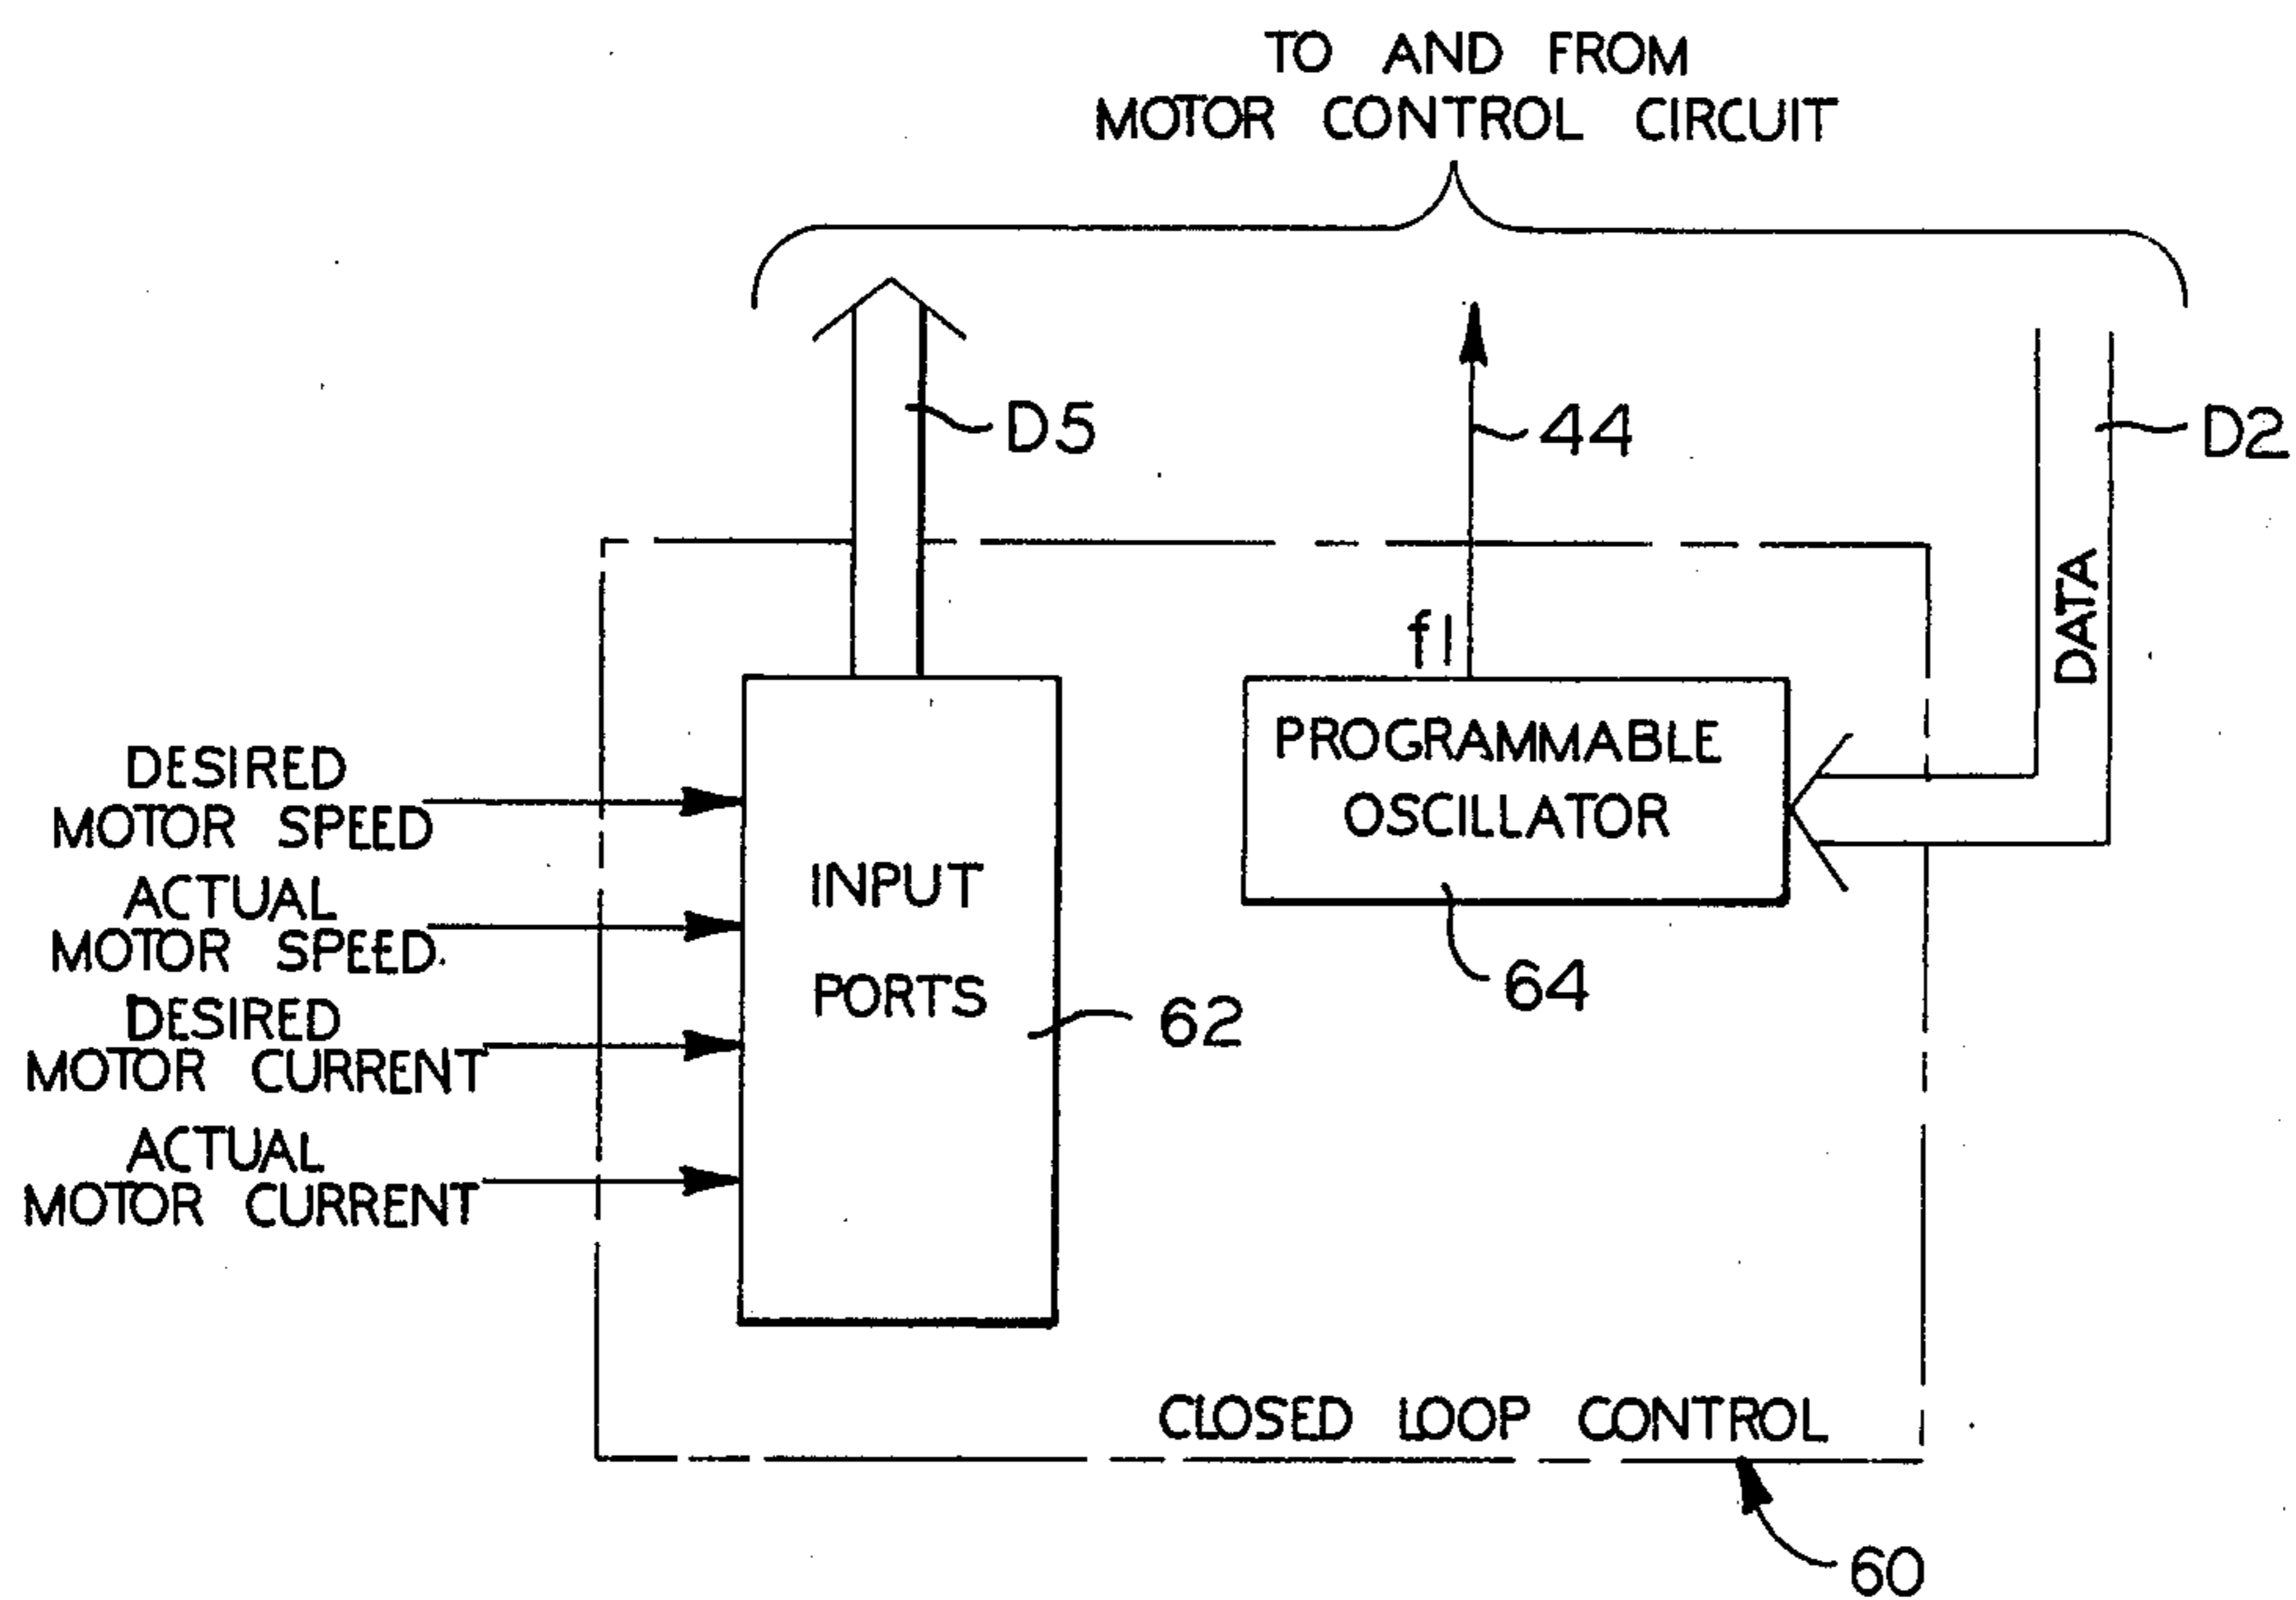 TO AND FROM
MOTOR CONTROL CIRCUIT
D5
44
D2
DATA
f1
PROGRAMMABLE
OSCILLATOR
64
DESIRED
MOTOR SPEED
ACTUAL
MOTOR SPEED
DESIRED
MOTOR CURRENT
ACTUAL
MOTOR CURRENT
INPUT
PORTS
62
CLOSED LOOP CONTROL
60